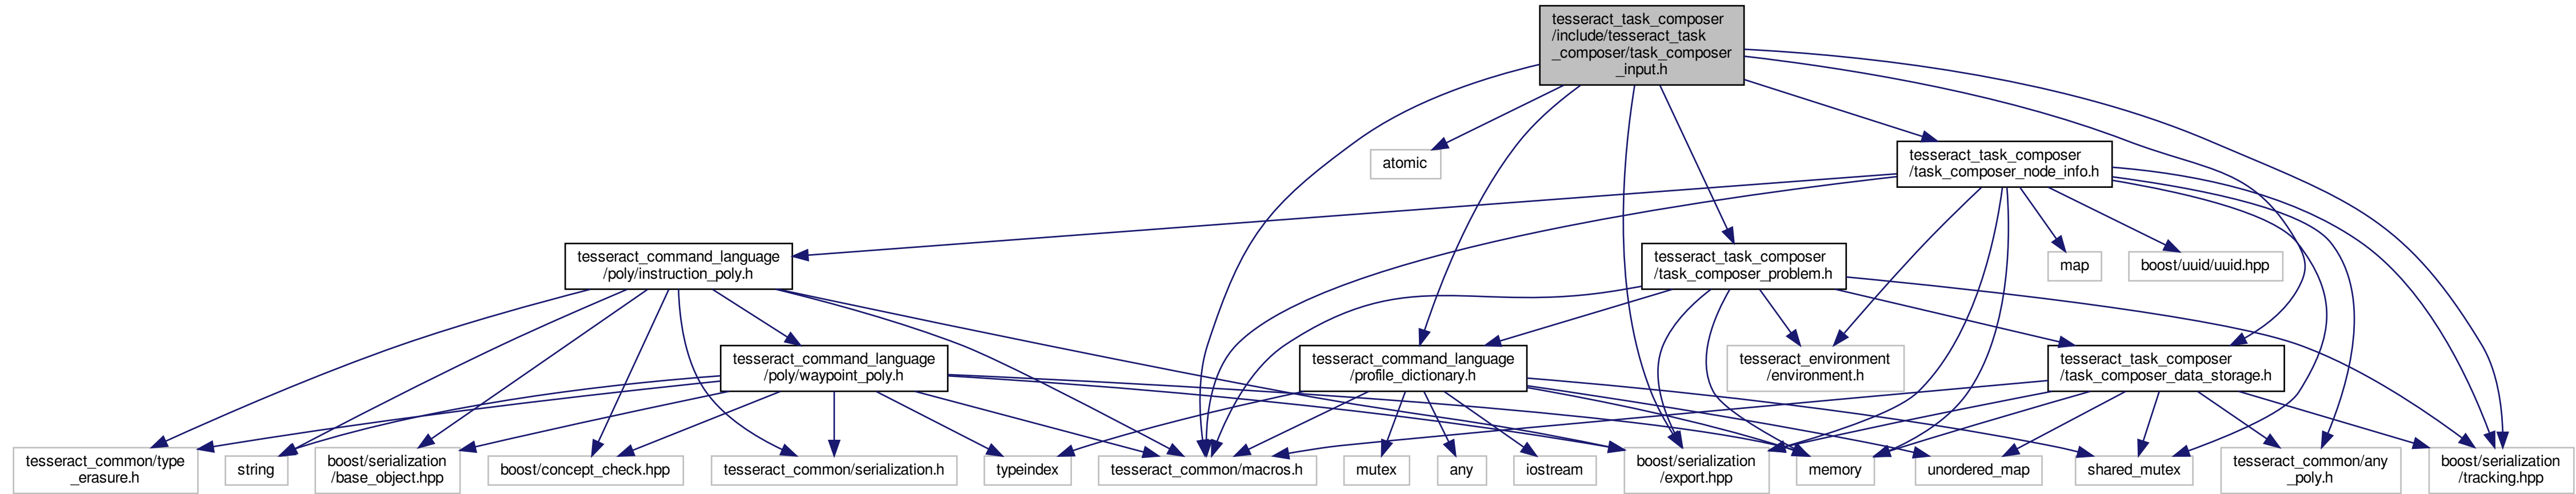 tesseract_task_composer
/include/tesseract_task
_composer/task_composer
_input.h
atomic
tesseract_task_composer
/task_composer_node_info.h
tesseract_command_language
/poly/instruction_poly.h
tesseract_task_composer
/task_composer_problem.h
map
boost/uuid/uuid.hpp
tesseract_command_language
/poly/waypoint_poly.h
tesseract_command_language
/profile_dictionary.h
tesseract_environment
/environment.h
tesseract_task_composer
/task_composer_data_storage.h
tesseract_common/type
_erasure.h
string
boost/serialization
/base_object.hpp
boost/concept_check.hpp
tesseract_common/serialization.h
typeindex
tesseract_common/macros.h
mutex
any
iostream
boost/serialization
/export.hpp
memory
unordered_map
shared_mutex
tesseract_common/any
_poly.h
boost/serialization
/tracking.hpp